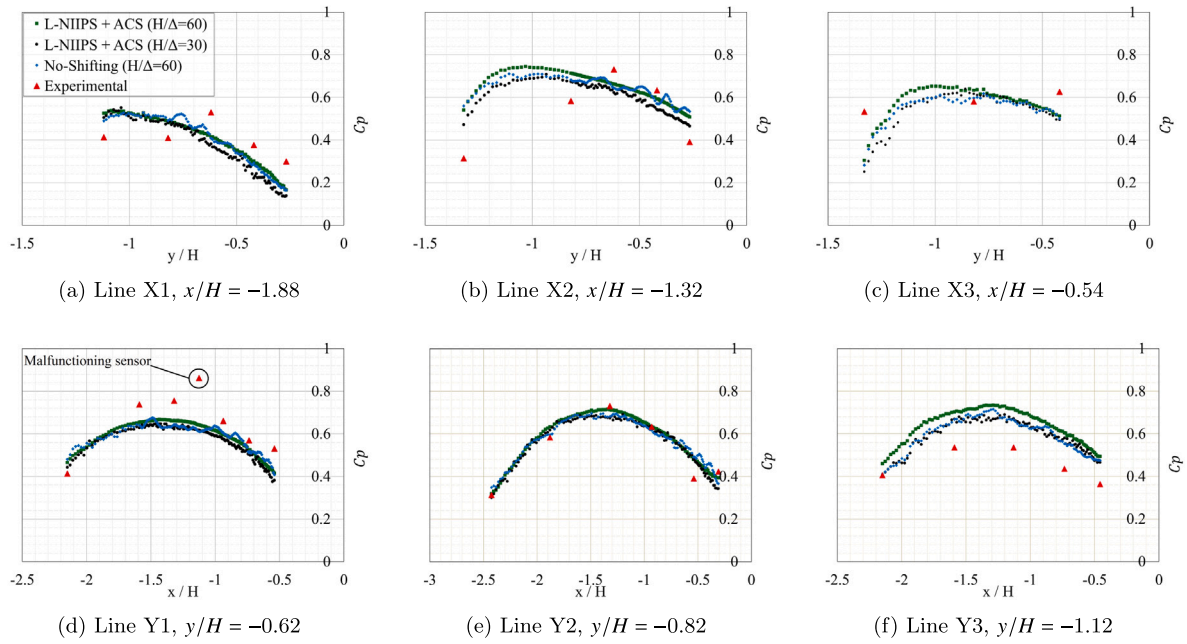 L-NIIPS + ACS (H/Δ=60)
L-NIIPS + ACS (H/Δ=30)
No-Shifting (H/Δ=60)
Experimental
1
0.8
0.6
0.4
0.2
0
Cp
-1.5
-1
-0.5
0
y / H
(a) Line X1, x/H = −1.88
1
0.8
0.6
0.4
0.2
0
Cp
-1.5
-1
-0.5
0
y / H
(b) Line X2, x/H = −1.32
1
0.8
0.6
0.4
0.2
0
Cp
-1.5
-1
-0.5
0
y / H
(c) Line X3, x/H = −0.54
Malfunctioning sensor
1
0.8
0.6
0.4
0.2
0
Cp
-2.5
-2
-1.5
-1
-0.5
0
x / H
(d) Line Y1, y/H = −0.62
1
0.8
0.6
0.4
0.2
0
Cp
-3
-2.5
-2
-1.5
-1
-0.5
0
x / H
(e) Line Y2, y/H = −0.82
1
0.8
0.6
0.4
0.2
0
Cp
-2.5
-2
-1.5
-1
-0.5
0
x / H
(f) Line Y3, y/H = −1.12